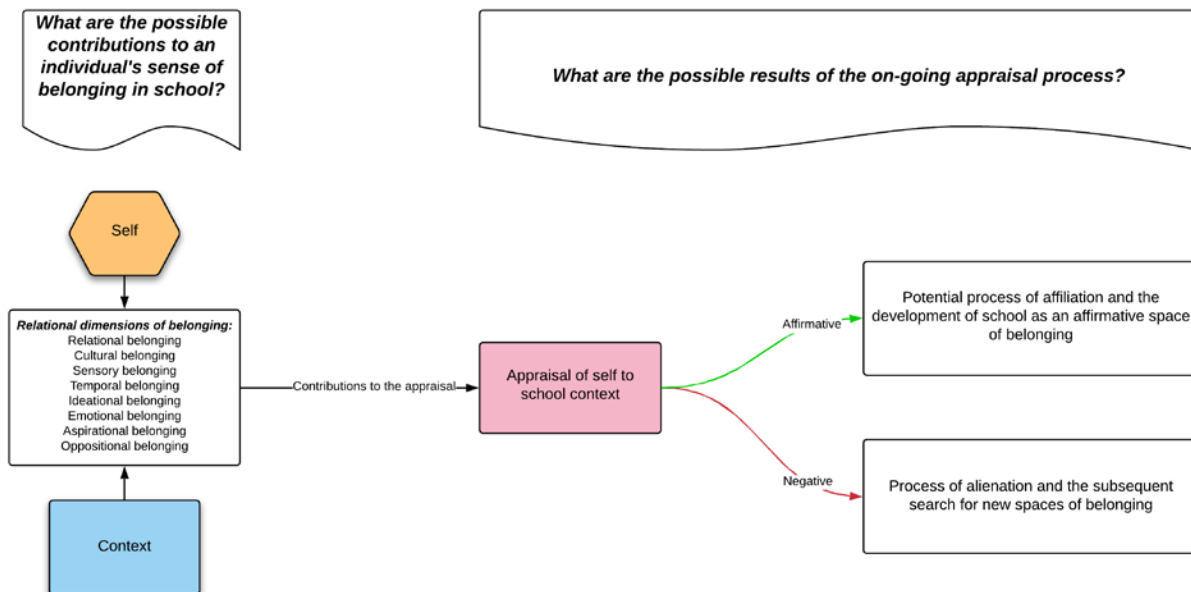 What are the possible
contributions to an
individual's sense of
belonging in school?
What are the possible results of the on-going appraisal process?
Self
Relational dimensions of belonging:
Relational belonging
Cultural belonging
Sensory belonging
Temporal belonging
Ideational belonging
Emotional belonging
Aspirational belonging
Oppositional belonging
Context
Contributions to the appraisal
Appraisal of self to
school context
Affirmative
Potential process of affiliation and the
development of school as an affirmative space
of belonging
Negative
Process of alienation and the subsequent
search for new spaces of belonging